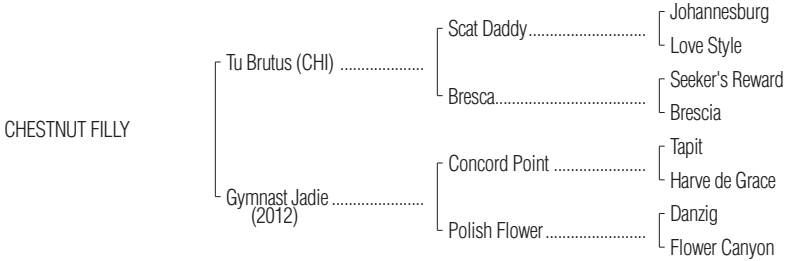 Johannesburg
Scat Daddy
Love Style
Tu Brutus (CHI)
Seeker's Reward
Bresca
Brescia
CHESTNUT FILLY
Tapit
Concord Point
Harve de Grace
Gymnast Jadie
(2012)
Danzig
Polish Flower
Flower Canyon